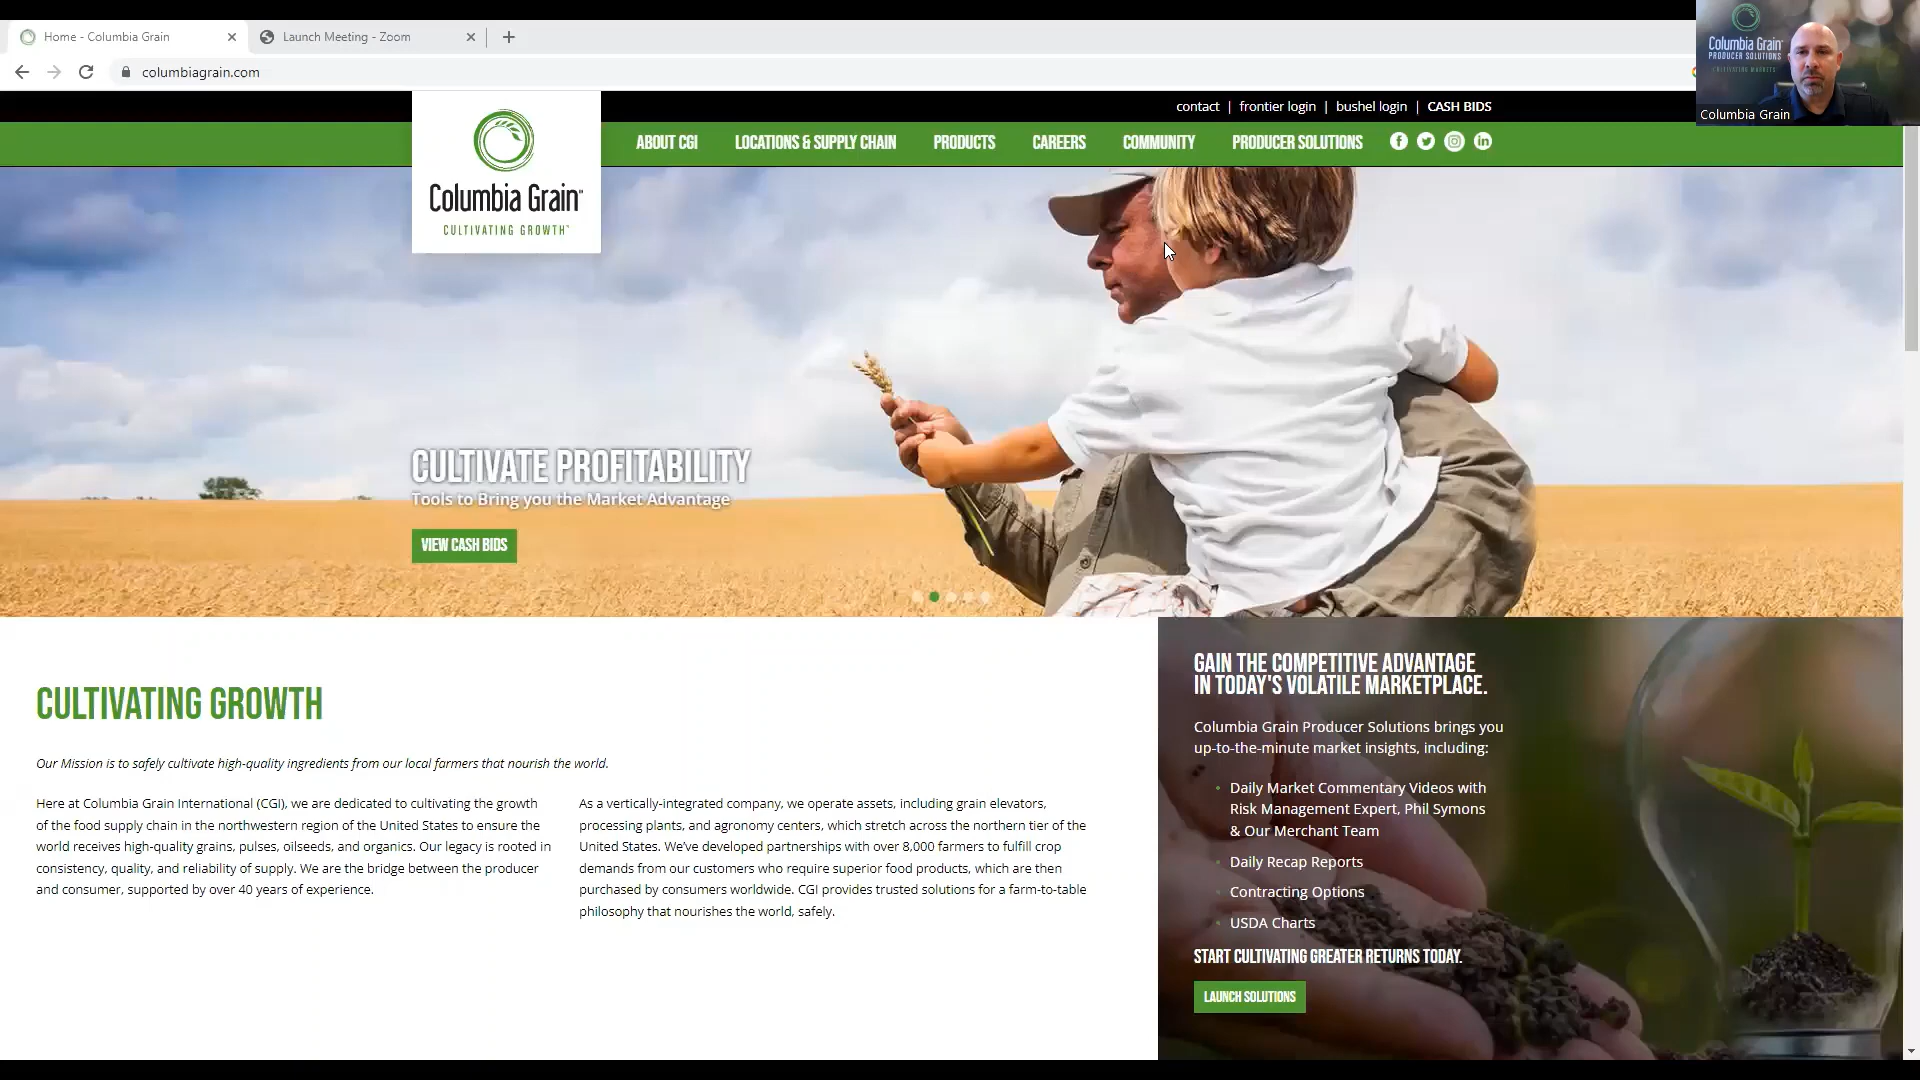 Home - Columbia Grain
Launch Meeting - Zoom
columbiagrain.com
Columbia Grain
PRODUCER SOLUTIONS
CULTIVATING MARKETS
Columbia Grain
contact | frontier login | bushel login | CASH BIDS
Columbia Grain™
CULTIVATING GROWTH™
ABOUT CGI LOCATIONS & SUPPLY CHAIN PRODUCTS CAREERS COMMUNITY PRODUCER SOLUTIONS
CULTIVATE PROFITABILITY
Tools to Bring you the Market Advantage
VIEW CASH BIDS
CULTIVATING GROWTH
Our Mission is to safely cultivate high-quality ingredients from our local farmers that nourish the world.
Here at Columbia Grain International (CGI), we are dedicated to cultivating the growth
of the food supply chain in the northwestern region of the United States to ensure the
world receives high-quality grains, pulses, oilseeds, and organics. Our legacy is rooted in
consistency, quality, and reliability of supply. We are the bridge between the producer
and consumer, supported by over 40 years of experience.
As a vertically-integrated company, we operate assets, including grain elevators,
processing plants, and agronomy centers, which stretch across the northern tier of the
United States. We've developed partnerships with over 8,000 farmers to fulfill crop
demands from our customers who require superior food products, which are then
purchased by consumers worldwide. CGI provides trusted solutions for a farm-to-table
philosophy that nourishes the world, safely.
GAIN THE COMPETITIVE ADVANTAGE
IN TODAY'S VOLATILE MARKETPLACE.
Columbia Grain Producer Solutions brings you
up-to-the-minute market insights, including:
Daily Market Commentary Videos with
Risk Management Expert, Phil Symons
& Our Merchant Team
Daily Recap Reports
Contracting Options
USDA Charts
START CULTIVATING GREATER RETURNS TODAY.
LAUNCH SOLUTIONS